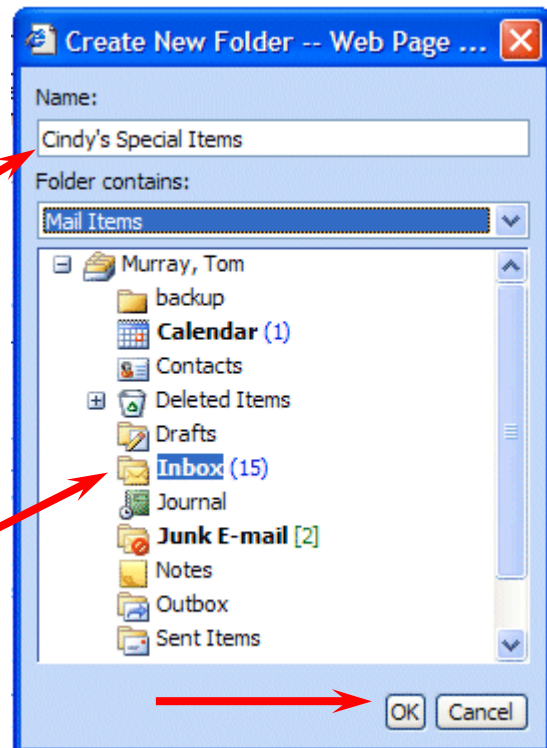 Create New Folder -- Web Page ...
Name:
Cindy's Special Items
Folder contains:
Mail Items
Murray, Tom
backup
Calendar (1)
Contacts
Deleted Items
Drafts
Inbox (15)
Journal
Junk E-mail [2]
Notes
Outbox
Sent Items
OK Cancel